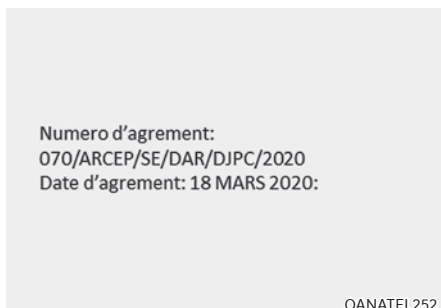 Numero d'agrement:
070/ARCEP/SE/DAR/DJPC/2020
Date d'agrement: 18 MARS 2020:
OANATEL252